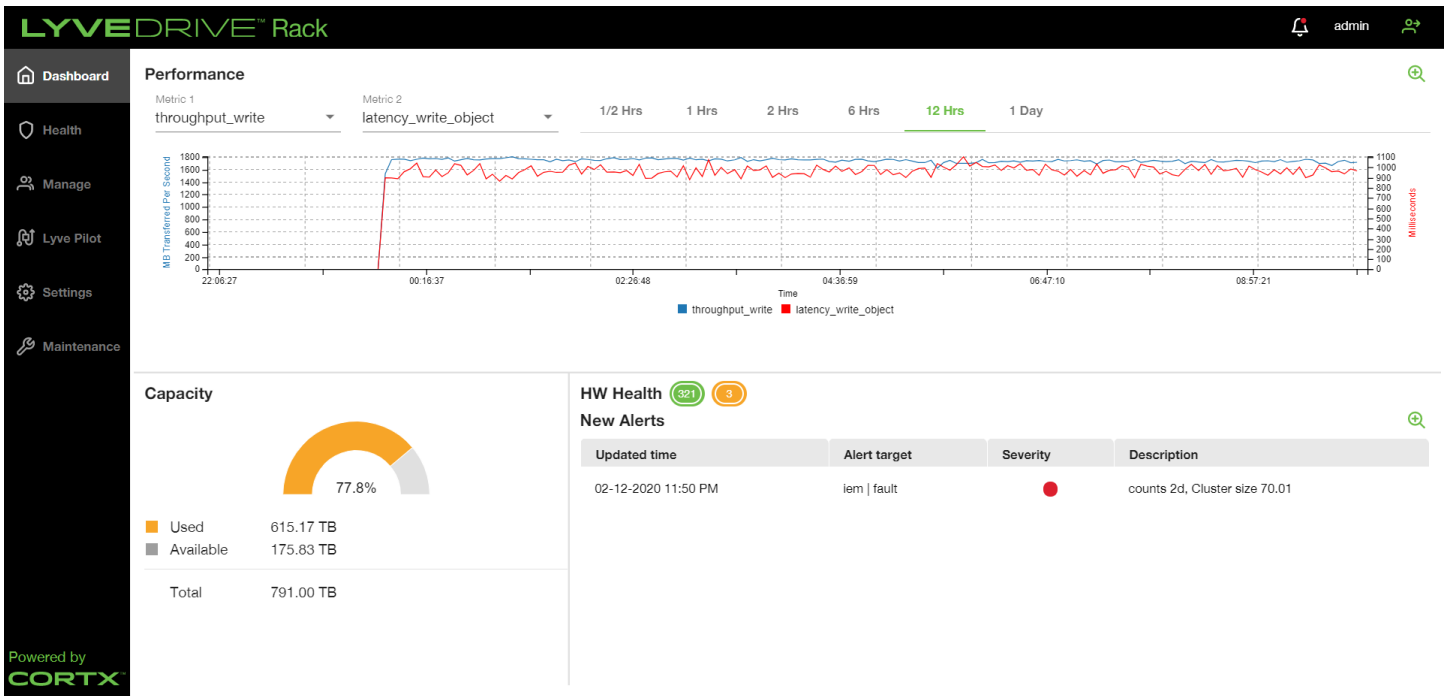 LYVEDRIVE™ Rack
admin
Dashboard
Health
Manage
Lyve Pilot
Settings
Maintenance
Powered by
CORTX™
Performance
Metric 1
throughput_write
Metric 2
latency_write_object
1/2 Hrs 1 Hrs 2 Hrs 6 Hrs 12 Hrs 1 Day
MB Transferred Per Second
1800
1600
1400
1200
1000
800
600
400
200
0
1100
1000
900
800
700
600
500
400
300
200
100
0
Milliseconds
22:06:27 00:16:37 02:26:48 04:36:59 06:47:10 08:57:21
Time
throughput_write latency_write_object
Capacity
77.8%
Used 615.17 TB
Available 175.83 TB
Total 791.00 TB
HW Health 321 3
New Alerts
Updated time Alert target Severity Description
02-12-2020 11:50 PM iem | fault counts 2d, Cluster size 70.01